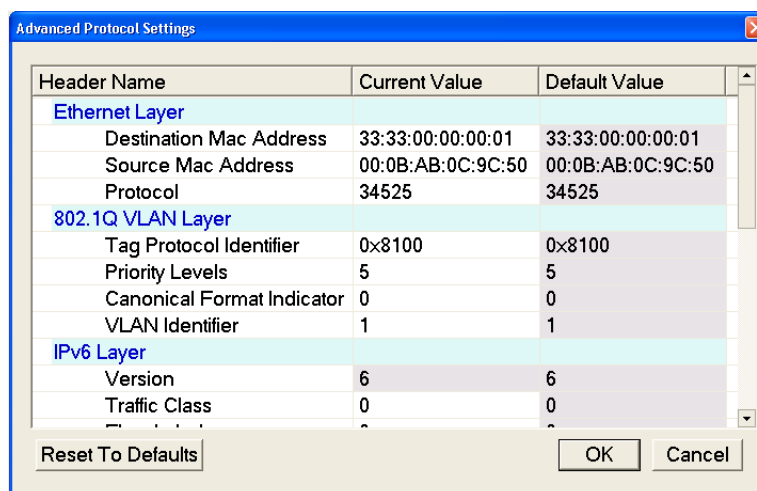 Advanced Protocol Settings
Header Name Current Value Default Value
Ethernet Layer
Destination Mac Address 33:33:00:00:00:01 33:33:00:00:00:01
Source Mac Address 00:0B:AB:0C:9C:50 00:0B:AB:0C:9C:50
Protocol 34525 34525
802.1Q VLAN Layer
Tag Protocol Identifier 0x8100 0x8100
Priority Levels 5 5
Canonical Format Indicator 0 0
VLAN Identifier 1 1
IPv6 Layer
Version 6 6
Traffic Class 0 0
Reset To Defaults OK Cancel